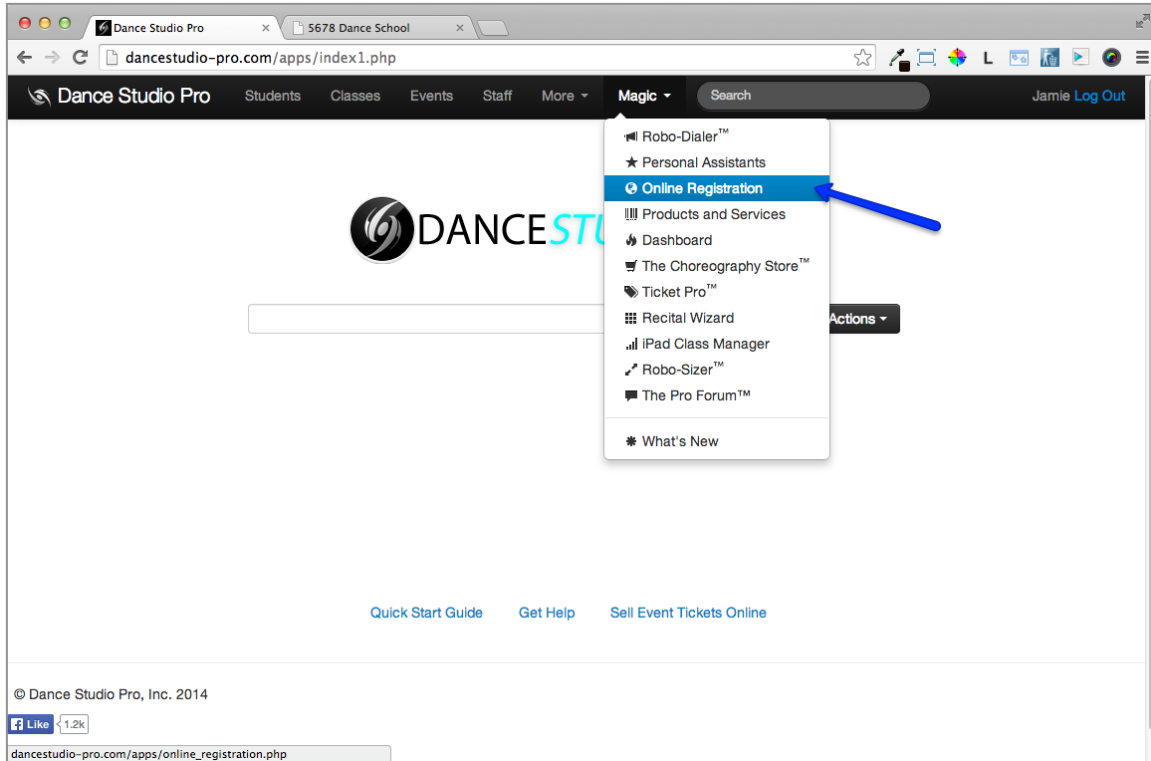 Dance Studio Pro
5678 Dance School
dancestudio-pro.com/apps/index1.php
L
Dance Studio Pro Students Classes Events Staff More Magic Search Jamie Log Out
Robo-Dialer™
Personal Assistants
Online Registration
Products and Services
DANCE STU
Dashboard
The Choreography Store™
Ticket Pro™
Recital Wizard
Actions
iPad Class Manager
Robo-Sizer™
The Pro Forum™
What's New
Quick Start Guide Get Help Sell Event Tickets Online
© Dance Studio Pro, Inc. 2014
f Like 1.2k
dancestudio-pro.com/apps/online_registration.php